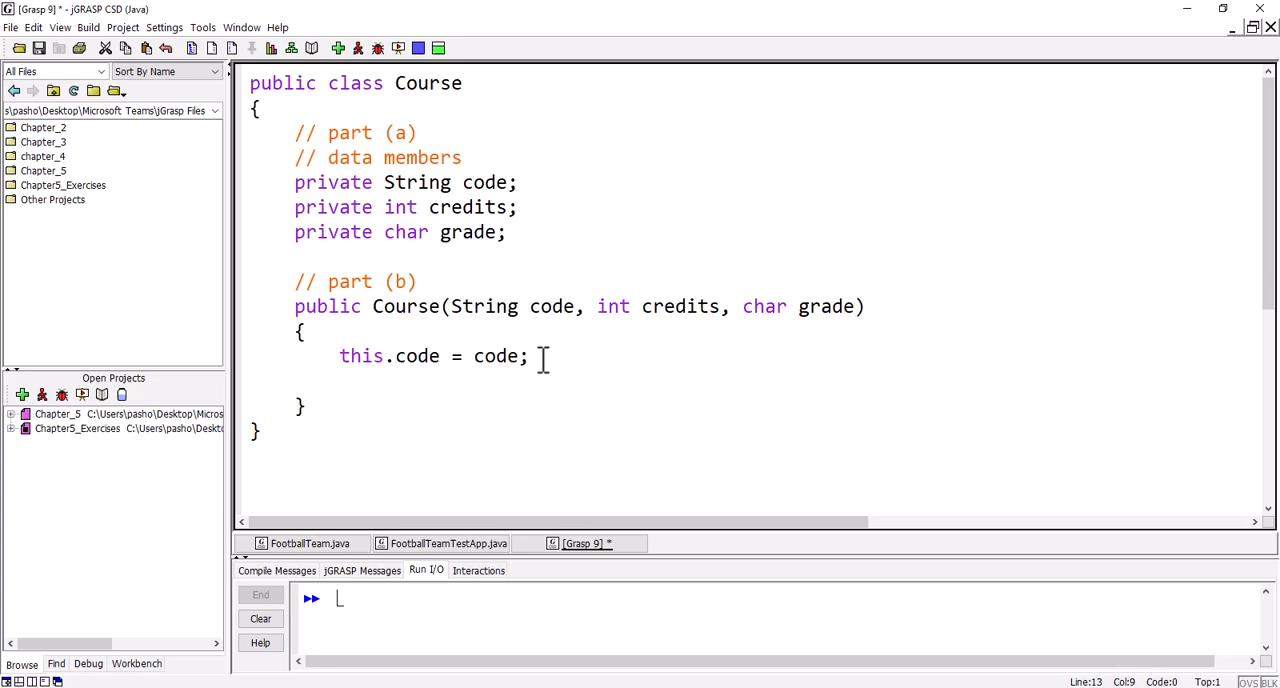 [Grasp 9] * - jGRASP CSD (Java)
File Edit View Build Project Settings Tools Window Help
All Files
Sort By Name
s\pasho\Desktop\Microsoft Teams\jGrasp Files
Chapter_2
Chapter_3
chapter_4
Chapter_5
Chapter5_Exercises
Other Projects
Open Projects
Chapter_5 C:\Users\pasho\Desktop\Micros
Chapter5_Exercises C:\Users\pasho\Deskto
Browse Find Debug Workbench
public class Course
{
// part (a)
// data members
private String code;
private int credits;
private char grade;
// part (b)
public Course(String code, int credits, char grade)
{
this.code = code;
}
}
FootballTeam.java FootballTeamTestApp.java [Grasp 9] *
Compile Messages jGRASP Messages Run I/O Interactions
End
Clear
Help
Line:13 Col:9 Code:0 Top:1 OVS BLK